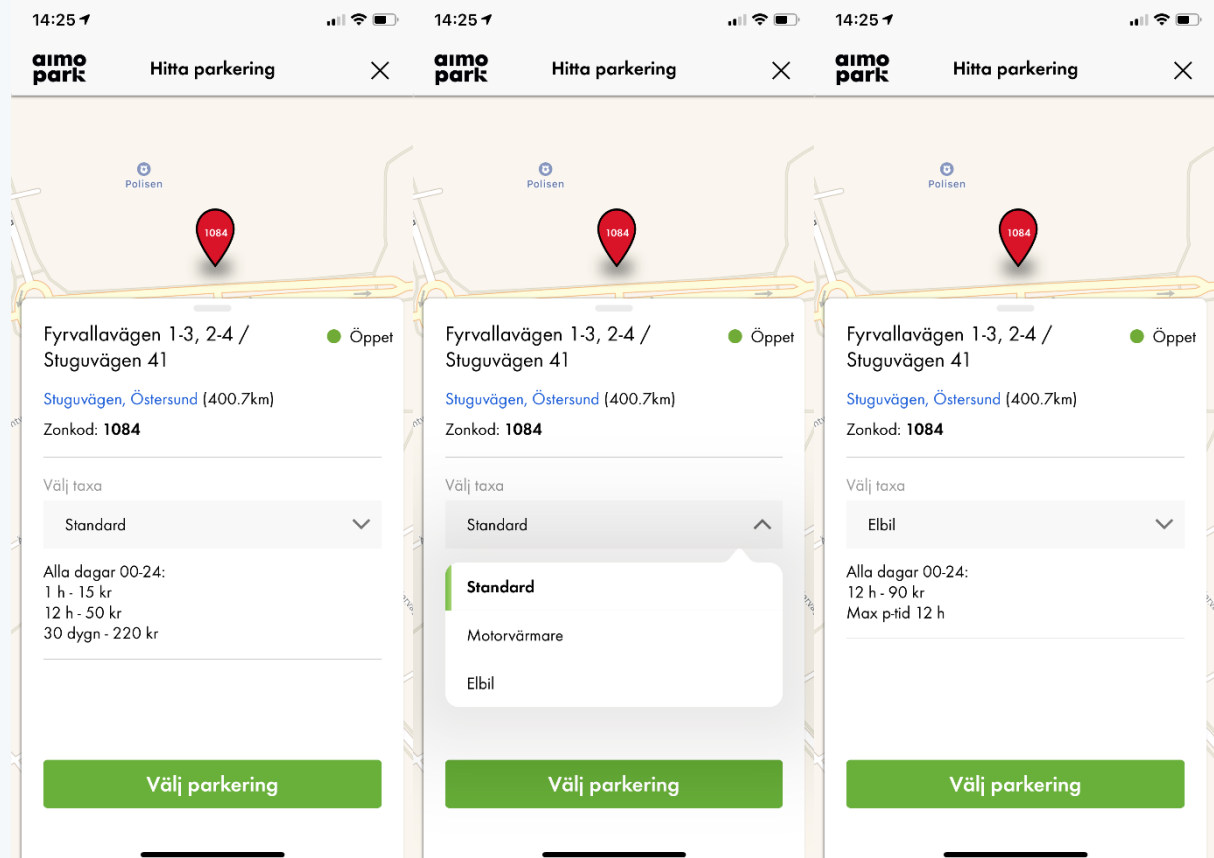 14:25
aimo
park
Hitta parkering
Polisen
1084
Fyrvallavägen 1-3, 2-4 /
Stuguvägen 41
Öppet
Stuguvägen, Östersund (400.7km)
Zonkod: 1084
Välj taxa
Standard
Alla dagar 00-24:
1 h - 15 kr
12 h - 50 kr
30 dygn - 220 kr
Välj parkering
14:25
aimo
park
Hitta parkering
Polisen
1084
Fyrvallavägen 1-3, 2-4 /
Stuguvägen 41
Öppet
Stuguvägen, Östersund (400.7km)
Zonkod: 1084
Välj taxa
Standard
Standard
Motorvärmare
Elbil
Välj parkering
14:25
aimo
park
Hitta parkering
Polisen
1084
Fyrvallavägen 1-3, 2-4 /
Stuguvägen 41
Öppet
Stuguvägen, Östersund (400.7km)
Zonkod: 1084
Välj taxa
Elbil
Alla dagar 00-24:
12 h - 90 kr
Max p-tid 12 h
Välj parkering